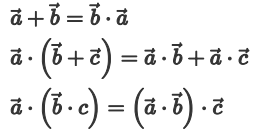 a⃗ + b⃗ = b⃗ · a⃗
a⃗ · (b⃗ + c⃗) = a⃗ · b⃗ + a⃗ · c⃗
a⃗ · (b⃗ · c) = (a⃗ · b⃗) · c⃗